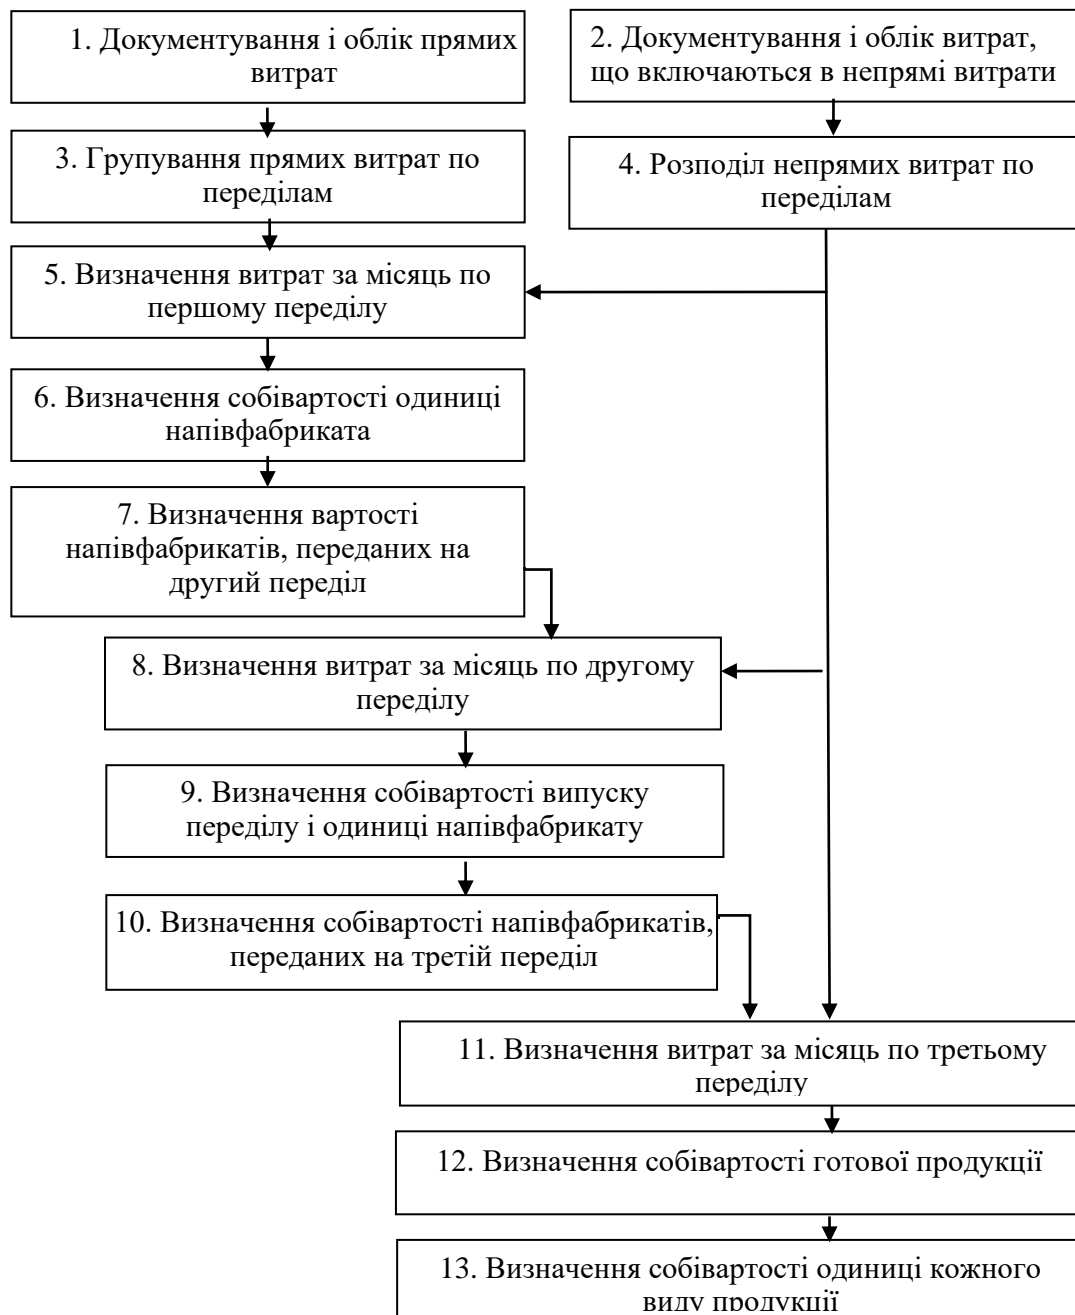 1. Документування і облік прямих
витрат
2. Документування і облік витрат,
що включаються в непрямі витрати
3. Групування прямих витрат по
переділам
4. Розподіл непрямих витрат по
переділам
5. Визначення витрат за місяць по
першому переділу
6. Визначення собівартості одиниці
напівфабриката
7. Визначення вартості
напівфабрикатів, переданих на
другий переділ
8. Визначення витрат за місяць по другому
переділу
9. Визначення собівартості випуску
переділу і одиниці напівфабрикату
10. Визначення собівартості напівфабрикатів,
переданих на третій переділ
11. Визначення витрат за місяць по третьому
переділу
12. Визначення собівартості готової продукції
13. Визначення собівартості одиниці кожного
виду продукції